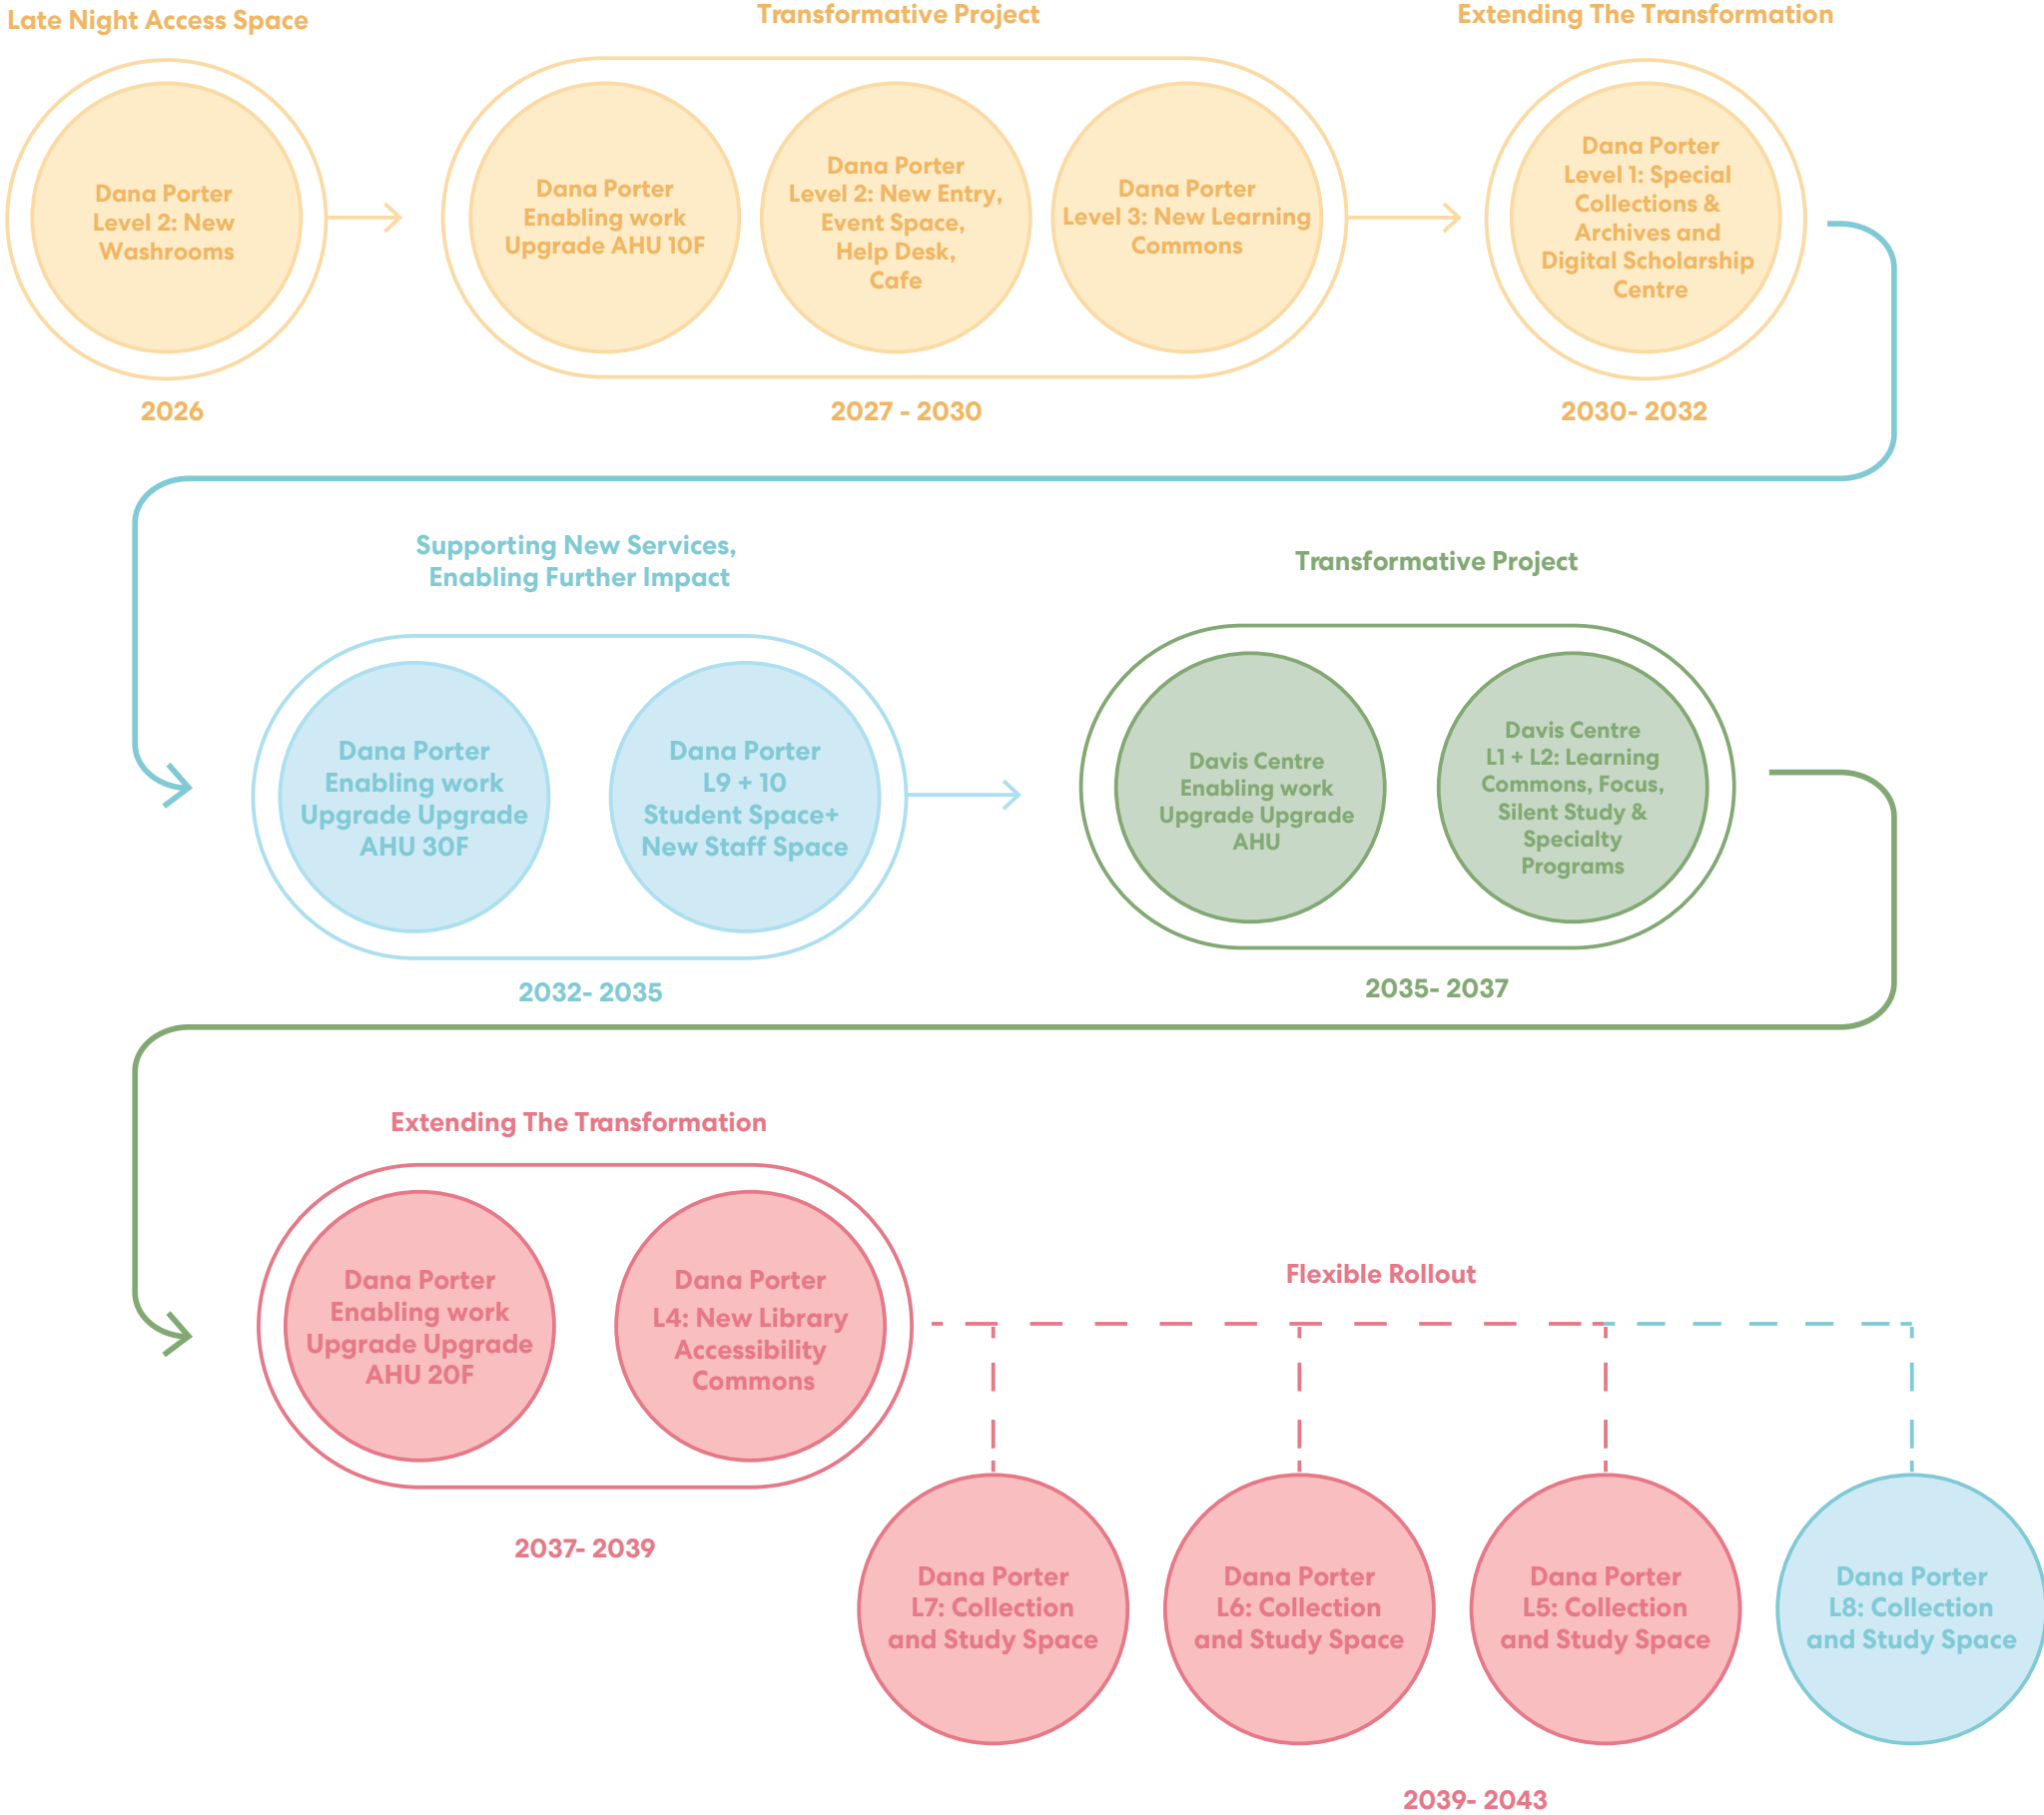 Late Night Access Space
Transformative Project
Extending The Transformation
Dana Porter
Level 2: New
Washrooms
Dana Porter
Enabling work
Upgrade AHU 10F
Dana Porter
Level 2: New Entry,
Event Space,
Help Desk,
Cafe
Dana Porter
Level 3: New Learning
Commons
Dana Porter
Level 1: Special
Collections &
Archives and
Digital Scholarship
Centre
2026
2027 - 2030
2030- 2032
Supporting New Services,
Enabling Further Impact
Transformative Project
Dana Porter
Enabling work
Upgrade Upgrade
AHU 30F
Dana Porter
L9 + 10
Student Space+
New Staff Space
Davis Centre
Enabling work
Upgrade Upgrade
AHU
Davis Centre
L1 + L2: Learning
Commons, Focus,
Silent Study &
Specialty
Programs
2032- 2035
2035- 2037
Extending The Transformation
Dana Porter
Enabling work
Upgrade Upgrade
AHU 20F
Dana Porter
L4: New Library
Accessibility
Commons
2037- 2039
Flexible Rollout
Dana Porter
L7: Collection
and Study Space
Dana Porter
L6: Collection
and Study Space
Dana Porter
L5: Collection
and Study Space
Dana Porter
L8: Collection
and Study Space
2039- 2043